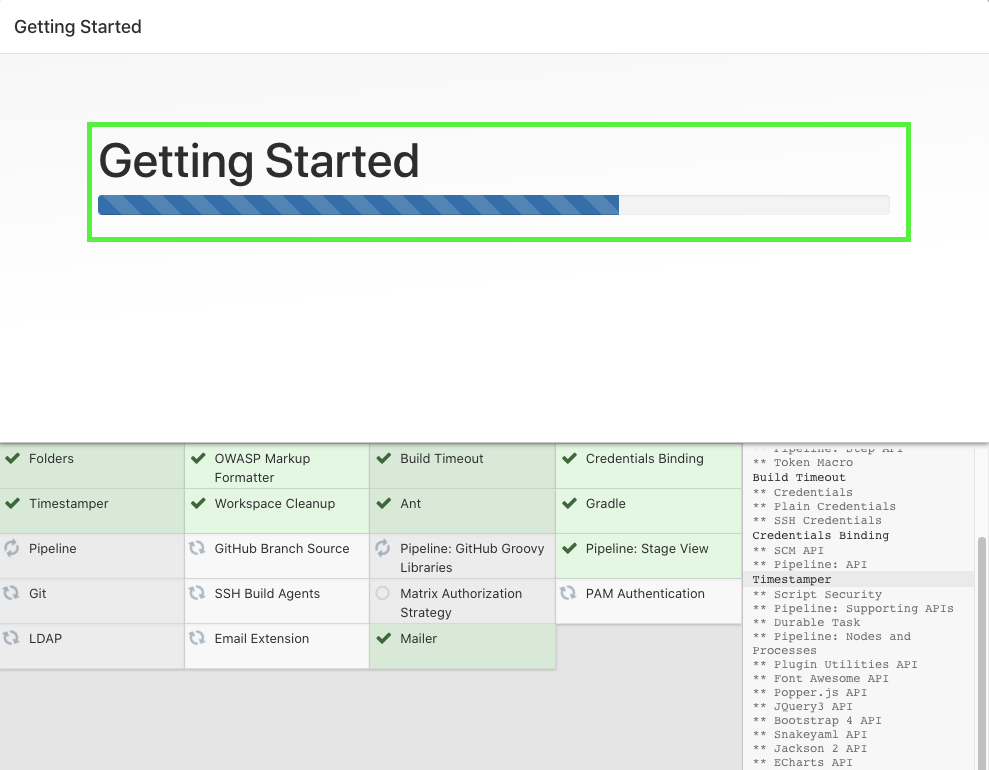 Getting Started
Getting Started
Folders
OWASP Markup
Formatter
Build Timeout
Credentials Binding
Timestamper
Workspace Cleanup
Ant
Gradle
Pipeline
GitHub Branch Source
Pipeline: GitHub Groovy
Libraries
Pipeline: Stage View
Git
SSH Build Agents
Matrix Authorization
Strategy
PAM Authentication
LDAP
Email Extension
Mailer
** Pipeline: Step API
** Token Macro
Build Timeout
** Credentials
** Plain Credentials
** SSH Credentials
Credentials Binding
** SCM API
** Pipeline: API
Timestamper
** Script Security
** Pipeline: Supporting APIs
** Durable Task
** Pipeline: Nodes and
Processes
** Plugin Utilities API
** Font Awesome API
** Popper.js API
** JQuery3 API
** Bootstrap 4 API
** Snakeyaml API
** Jackson 2 API
** ECharts API